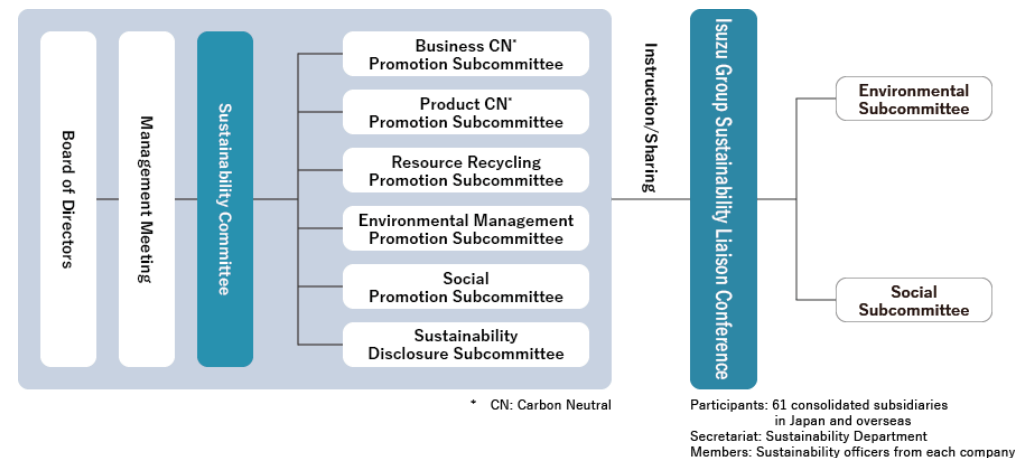 Board of Directors
Management Meeting
Sustainability Committee
Business CN*
Promotion Subcommittee
Product CN*
Promotion Subcommittee
Resource Recycling
Promotion Subcommittee
Environmental Management
Promotion Subcommittee
Social
Promotion Subcommittee
Sustainability
Disclosure Subcommittee
Instruction/Sharing
Isuzu Group Sustainability Liaison Conference
Environmental
Subcommittee
Social
Subcommittee
* CN: Carbon Neutral
Participants: 61 consolidated subsidiaries
in Japan and overseas
Secretariat: Sustainability Department
Members: Sustainability officers from each company